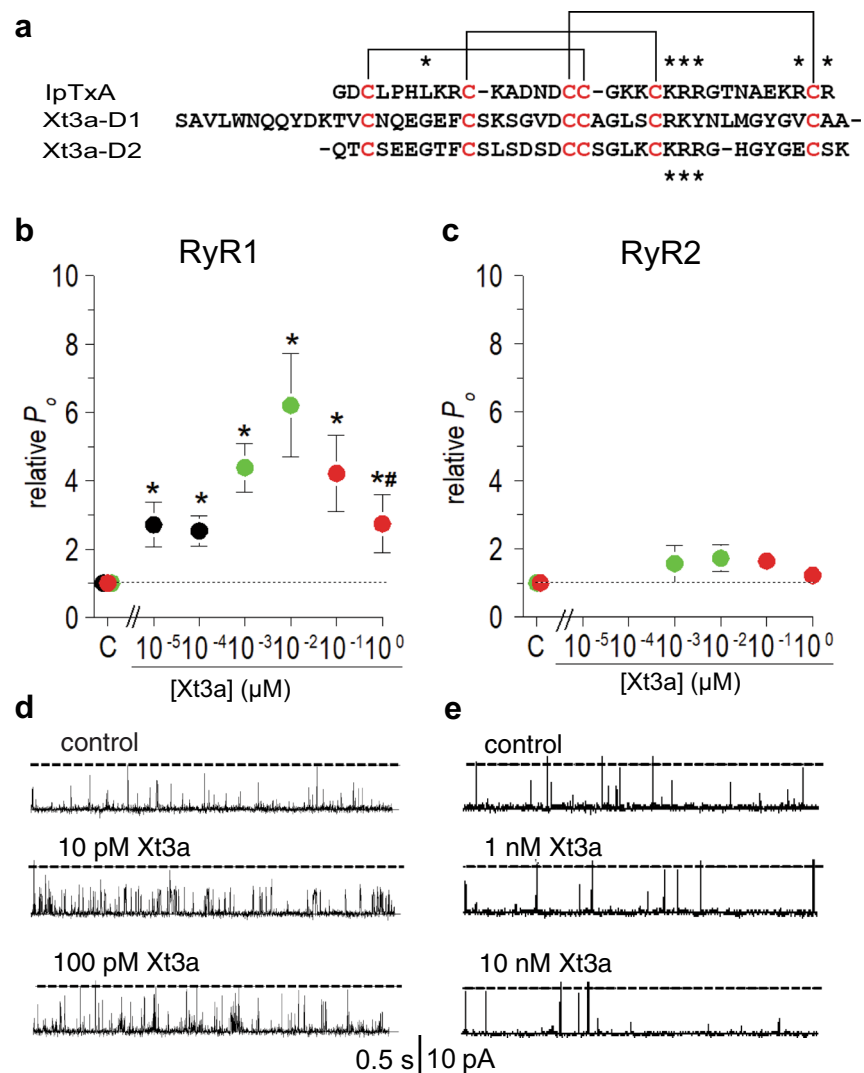 a
* *** * *
IpTxA GDCLPHLKRC-KADNDCC-GKKCKRRGTNAEKRCR
Xt3a-D1 SAVLWNQQYDKTVCNQEGEFCSKSGVDCCAGLSCRKYNLMGYGVCAA-
Xt3a-D2 -QTCSEEGTFCSLSDSDCCSGLKCKRRG-HGYGECSK
***
b
RyR1
relative Po
10
8
6
4
2
0
* * * * * *#
C 10-5 10-4 10-3 10-2 10-1 100
[Xt3a] (µM)
c
RyR2
relative Po
10
8
6
4
2
0
C 10-5 10-4 10-3 10-2 10-1 100
[Xt3a] (µM)
d
control
10 pM Xt3a
100 pM Xt3a
e
control
1 nM Xt3a
10 nM Xt3a
0.5 s 10 pA